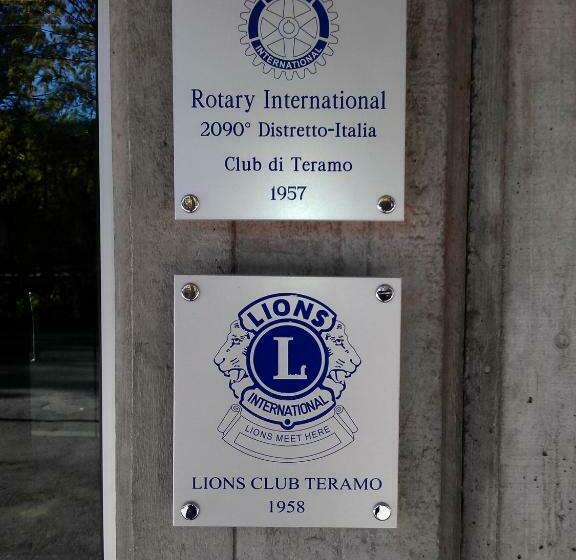 INTERNATIONAL
Rotary International
2090° Distretto-Italia
Club di Teramo
1957
LIONS
L
INTERNATIONAL
LIONS MEET HERE
LIONS CLUB TERAMO
1958